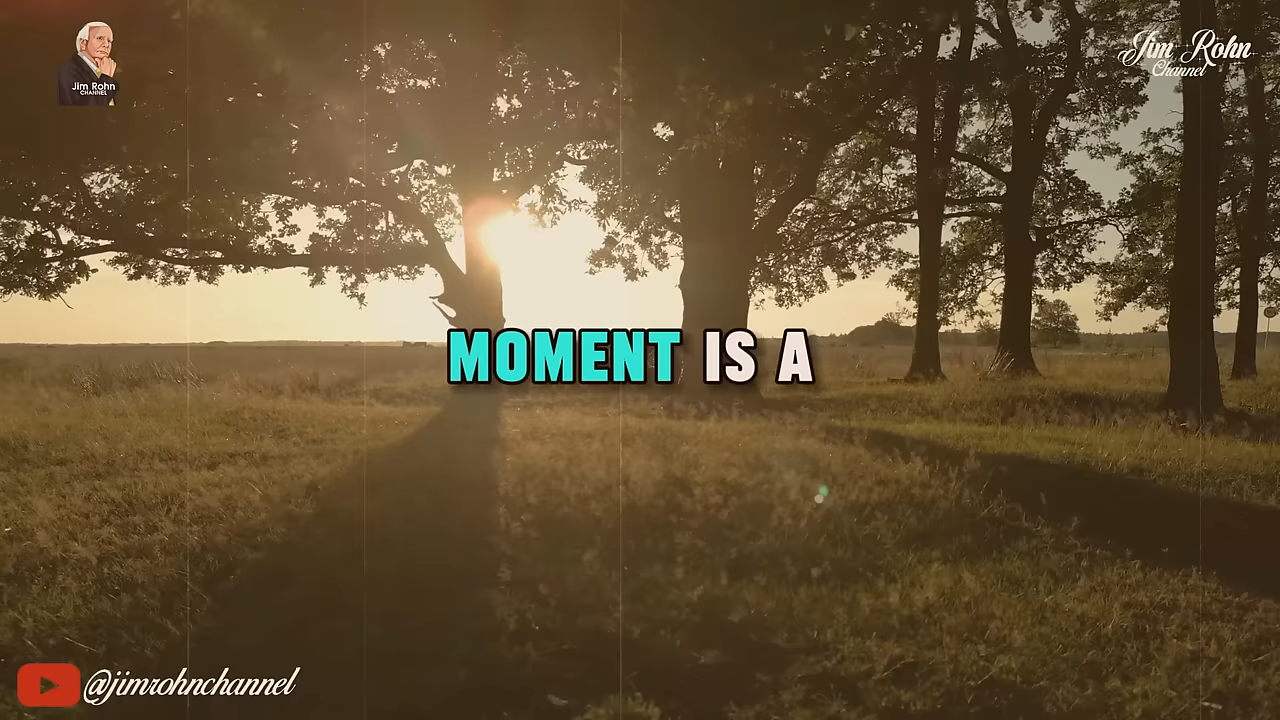 Jim Rohn
CHANNEL
Jim Rohn
Channel
MOMENT IS A
@jimrohnchannel